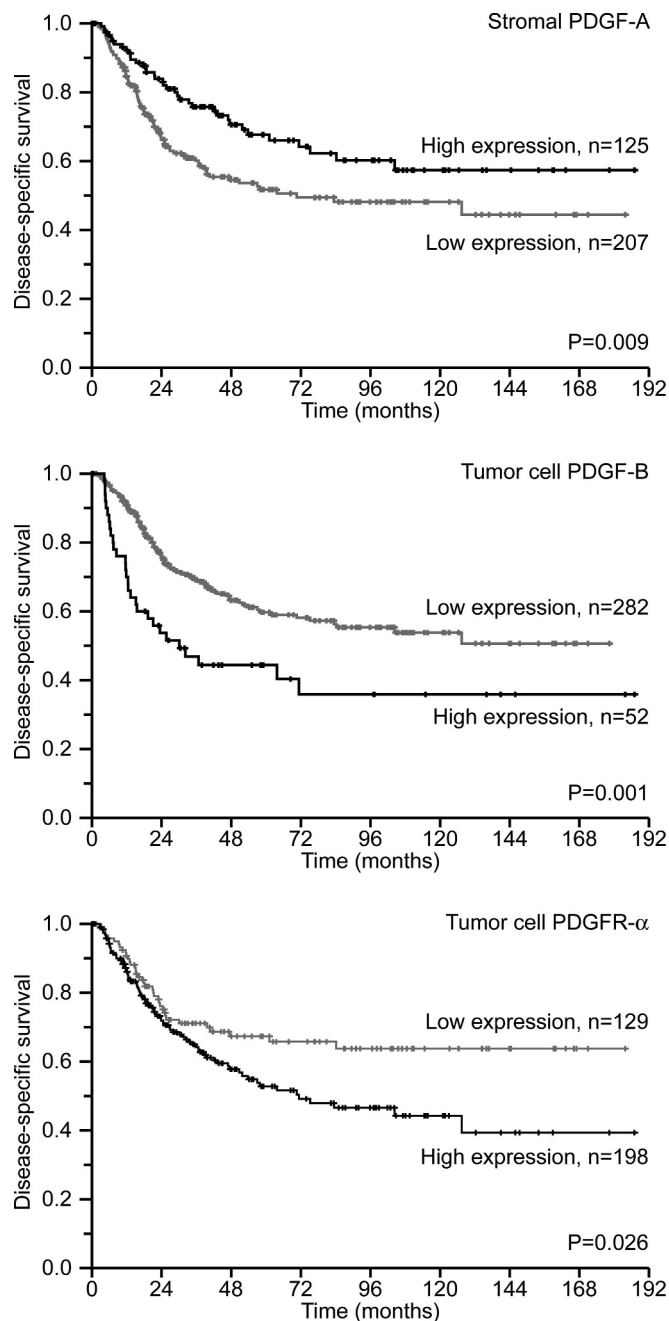 Stromal PDGF-A
Disease-specific survival
1.0
0.8
0.6
0.4
0.2
0.0
High expression, n=125
Low expression, n=207
P=0.009
0 24 48 72 96 120 144 168 192
Time (months)
Tumor cell PDGF-B
Disease-specific survival
1.0
0.8
0.6
0.4
0.2
0.0
Low expression, n=282
High expression, n=52
P=0.001
0 24 48 72 96 120 144 168 192
Time (months)
Tumor cell PDGFR-α
Disease-specific survival
1.0
0.8
0.6
0.4
0.2
0.0
Low expression, n=129
High expression, n=198
P=0.026
0 24 48 72 96 120 144 168 192
Time (months)